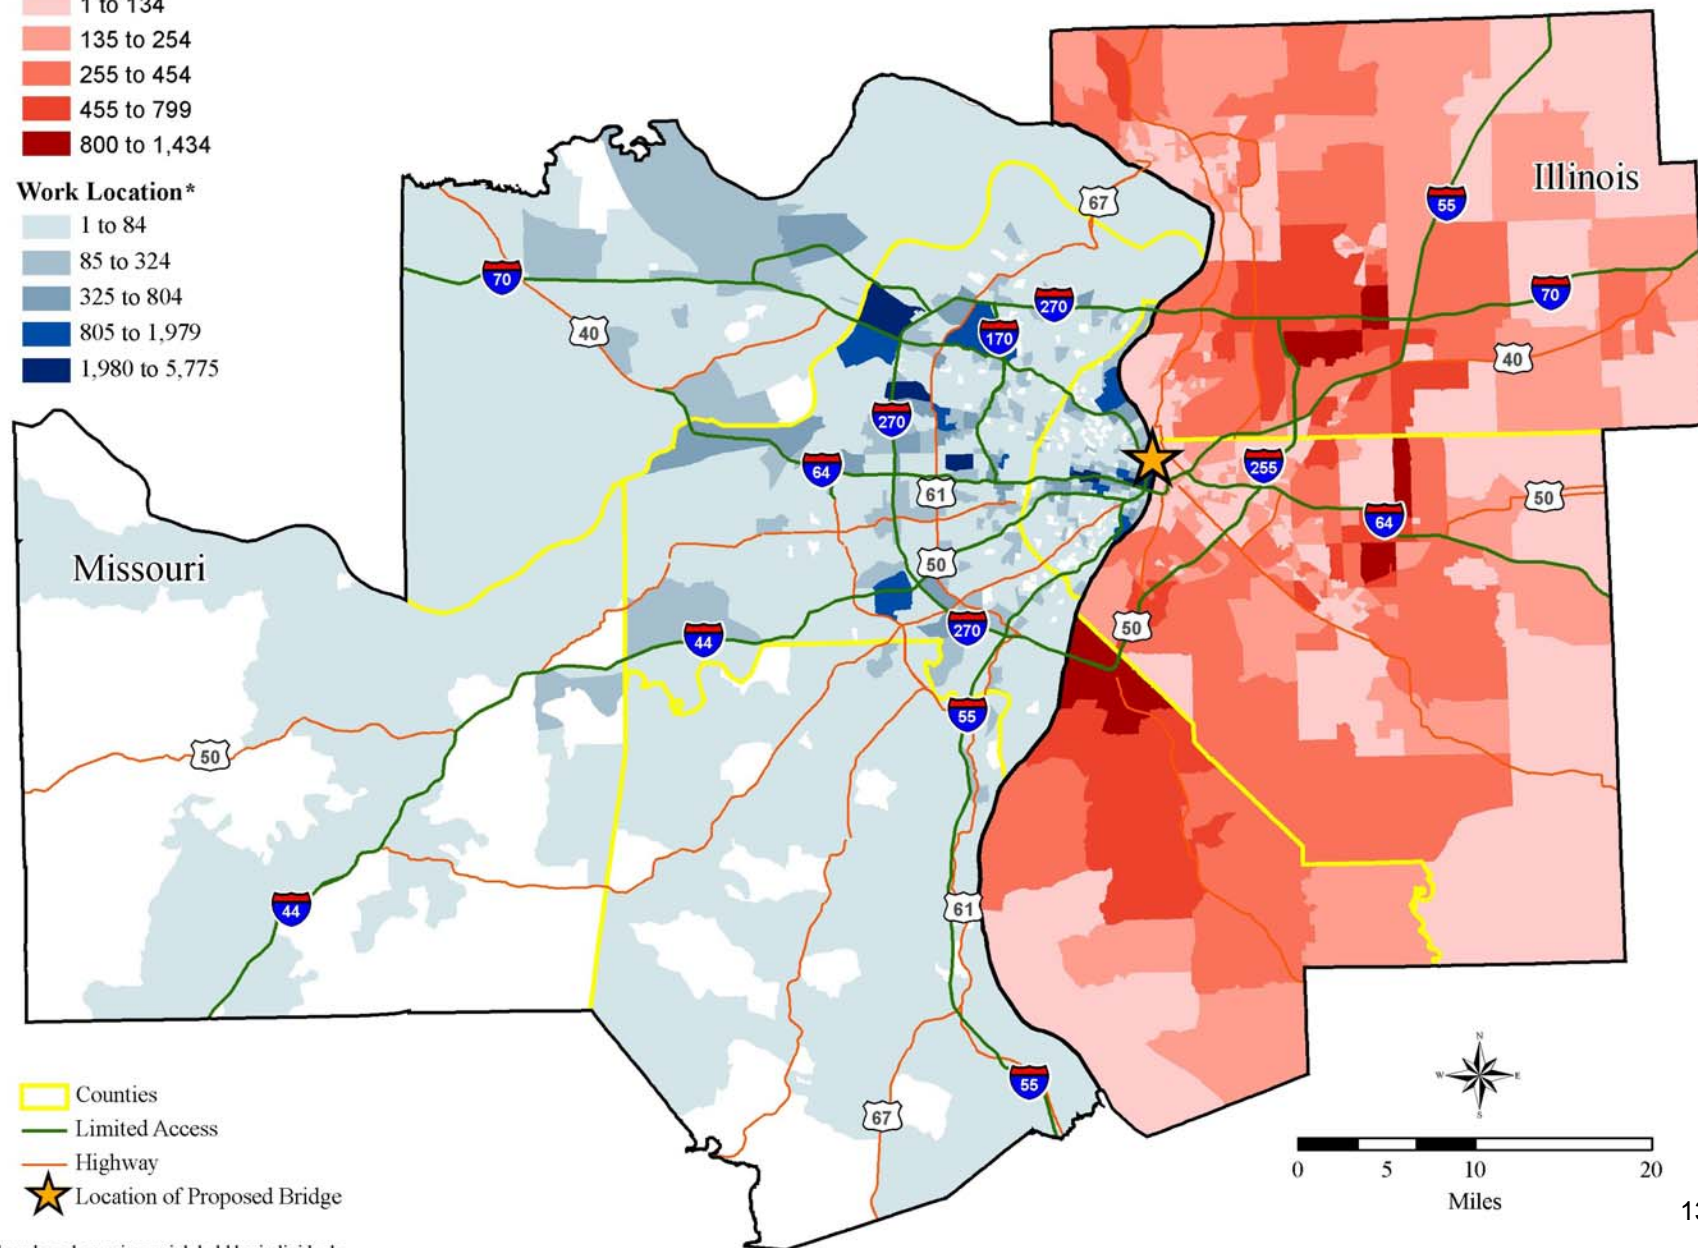 1 to 134
135 to 254
255 to 454
455 to 799
800 to 1,434
Work Location*
1 to 84
85 to 324
325 to 804
805 to 1,979
1,980 to 5,775
Illinois
Missouri
67
55
70
270
70
40
170
40
270
64
255
61
50
64
50
50
270
44
55
50
61
44
55
67
Counties
Limited Access
Highway
Location of Proposed Bridge
N
W
E
S
0 5 10 20
Miles